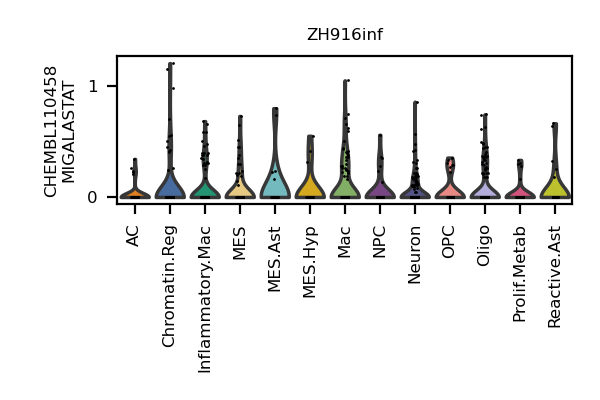 ZH916inf
CHEMBL110458
MIGALASTAT
1
0
AC
Chromatin.Reg
Inflammatory.Mac
MES
MES.Ast
MES.Hyp
Mac
NPC
Neuron
OPC
Oligo
Prolif.Metab
Reactive.Ast